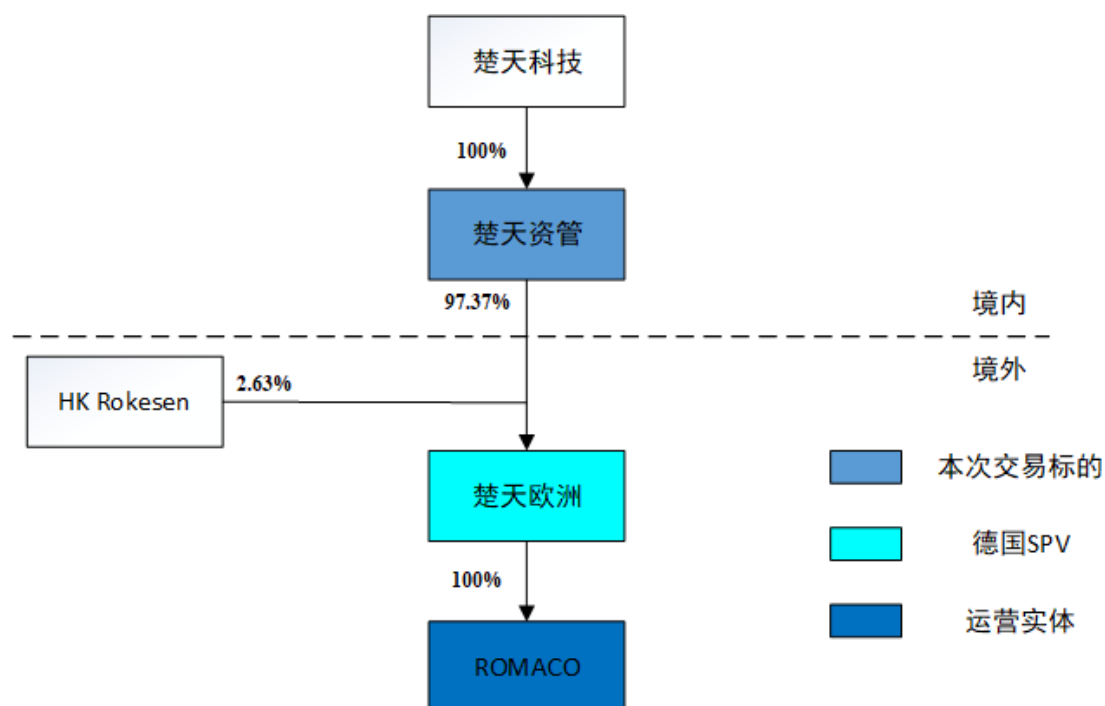 楚天科技
100%
楚天资管
97.37%
境内
境外
HK Rokesen
2.63%
楚天欧洲
本次交易标的
德国SPV
100%
运营实体
ROMACO